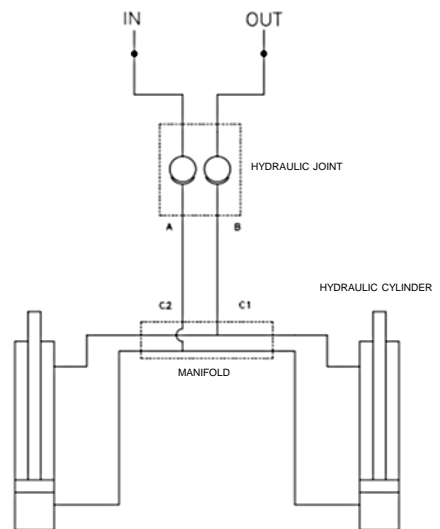 IN OUT
HYDRAULIC JOINT
A B
HYDRAULIC CYLINDER
C2 C1
MANIFOLD